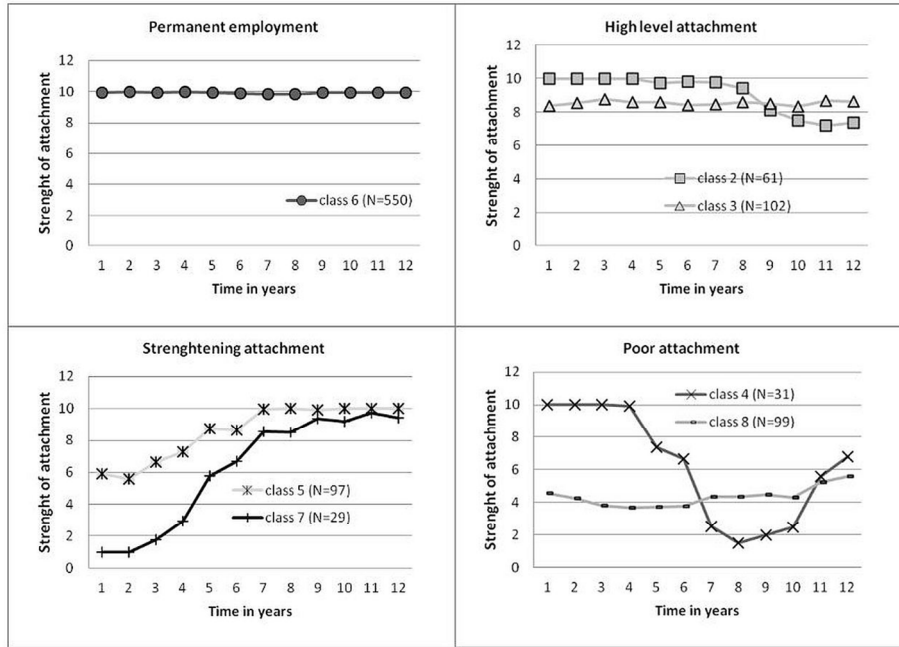 Permanent employment
Strenght of attachment
12
10
8
6
4
2
0
class 6 (N=550)
1 2 3 4 5 6 7 8 9 10 11 12
Time in years
High level attachment
Strenght of attachment
12
10
8
6
4
2
0
class 2 (N=61)
class 3 (N=102)
1 2 3 4 5 6 7 8 9 10 11 12
Time in years
Strenghtening attachment
Strenght of attachment
12
10
8
6
4
2
0
class 5 (N=97)
class 7 (N=29)
1 2 3 4 5 6 7 8 9 10 11 12
Time in years
Poor attachment
Strenght of attachment
12
10
8
6
4
2
0
class 4 (N=31)
class 8 (N=99)
1 2 3 4 5 6 7 8 9 10 11 12
Time in years